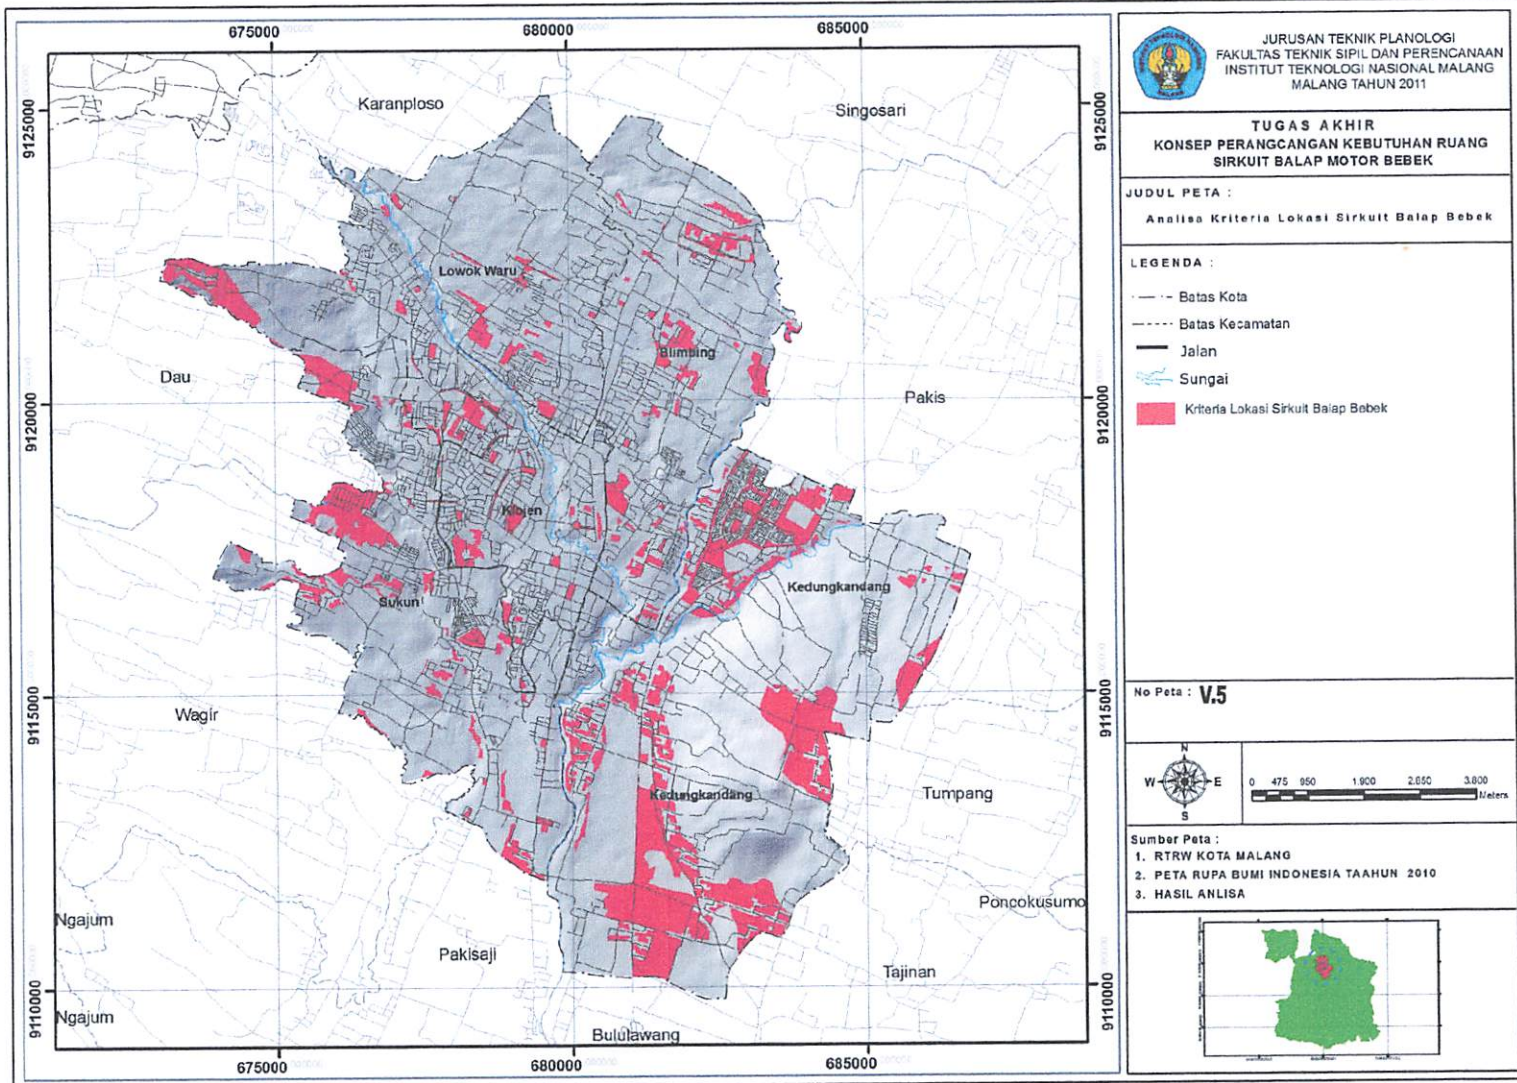 675000
680000
685000
9125000
9120000
9115000
9110000
9125000
9120000
9115000
9110000
Karanploso
Singosari
Lowok Waru
Blimbing
Dau
Pakis
Klojen
Kedungkandang
Sukun
Wagir
Kedungkandang
Tumpang
Poncokusumo
Ngajum
Pakisaji
Tajinan
Ngajum
Bululawang
675000
680000
685000
JURUSAN TEKNIK PLANOLOGI
FAKULTAS TEKNIK SIPIL DAN PERENCANAAN
INSTITUT TEKNOLOGI NASIONAL MALANG
MALANG TAHUN 2011
TUGAS AKHIR
KONSEP PERANGCANGAN KEBUTUHAN RUANG
SIRKUIT BALAP MOTOR BEBEK
JUDUL PETA :
Analisa Kriteria Lokasi Sirkuit Balap Bebek
LEGENDA :
Batas Kota
Batas Kecamatan
Jalan
Sungai
Kriteria Lokasi Sirkuit Balap Bebek
No Peta : V.5
N
W E
S
0 475 950 1.900 2.850 3.800
Meters
Sumber Peta :
1. RTRW KOTA MALANG
2. PETA RUPA BUMI INDONESIA TAAHUN 2010
3. HASIL ANLISA